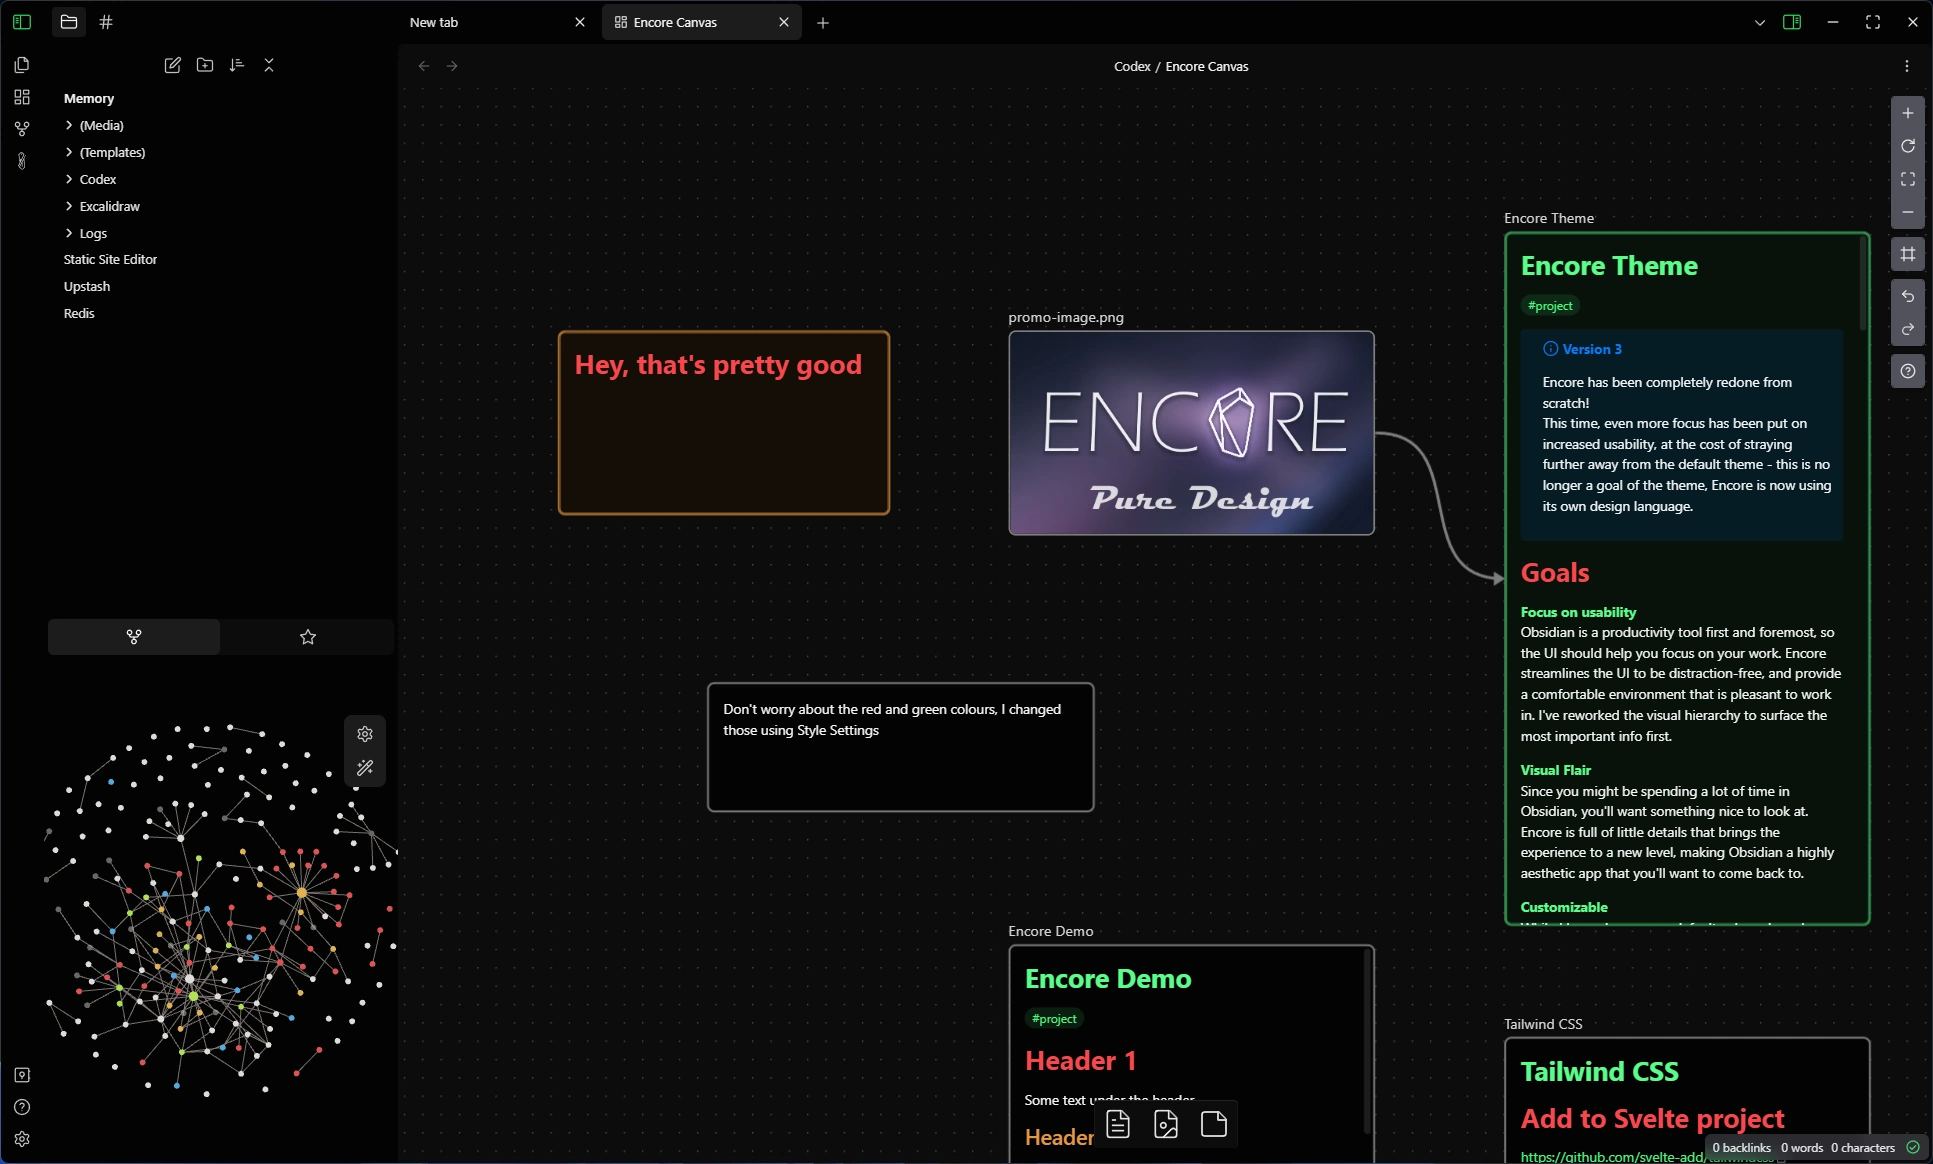 New tab
Encore Canvas
Codex / Encore Canvas
Memory
(Media)
(Templates)
Codex
Excalidraw
Logs
Static Site Editor
Upstash
Redis
Hey, that's pretty good
promo-image.png
ENCORE
Pure Design
Don't worry about the red and green colours, I changed
those using Style Settings
Encore Theme
Encore Theme
#project
Version 3
Encore has been completely redone from
scratch!
This time, even more focus has been put on
increased usability, at the cost of straying
further away from the default theme - this is no
longer a goal of the theme, Encore is now using
its own design language.
Goals
Focus on usability
Obsidian is a productivity tool first and foremost, so
the UI should help you focus on your work. Encore
streamlines the UI to be distraction-free, and provide
a comfortable environment that is pleasant to work
in. I've reworked the visual hierarchy to surface the
most important info first.
Visual Flair
Since you might be spending a lot of time in
Obsidian, you'll want something nice to look at.
Encore is full of little details that brings the
experience to a new level, making Obsidian a highly
aesthetic app that you'll want to come back to.
Customizable
Encore Demo
Encore Demo
#project
Header 1
Some text under the header
Header
Tailwind CSS
Tailwind CSS
Add to Svelte project
https://github.com/svelte-add/
0 backlinks 0 words 0 characters